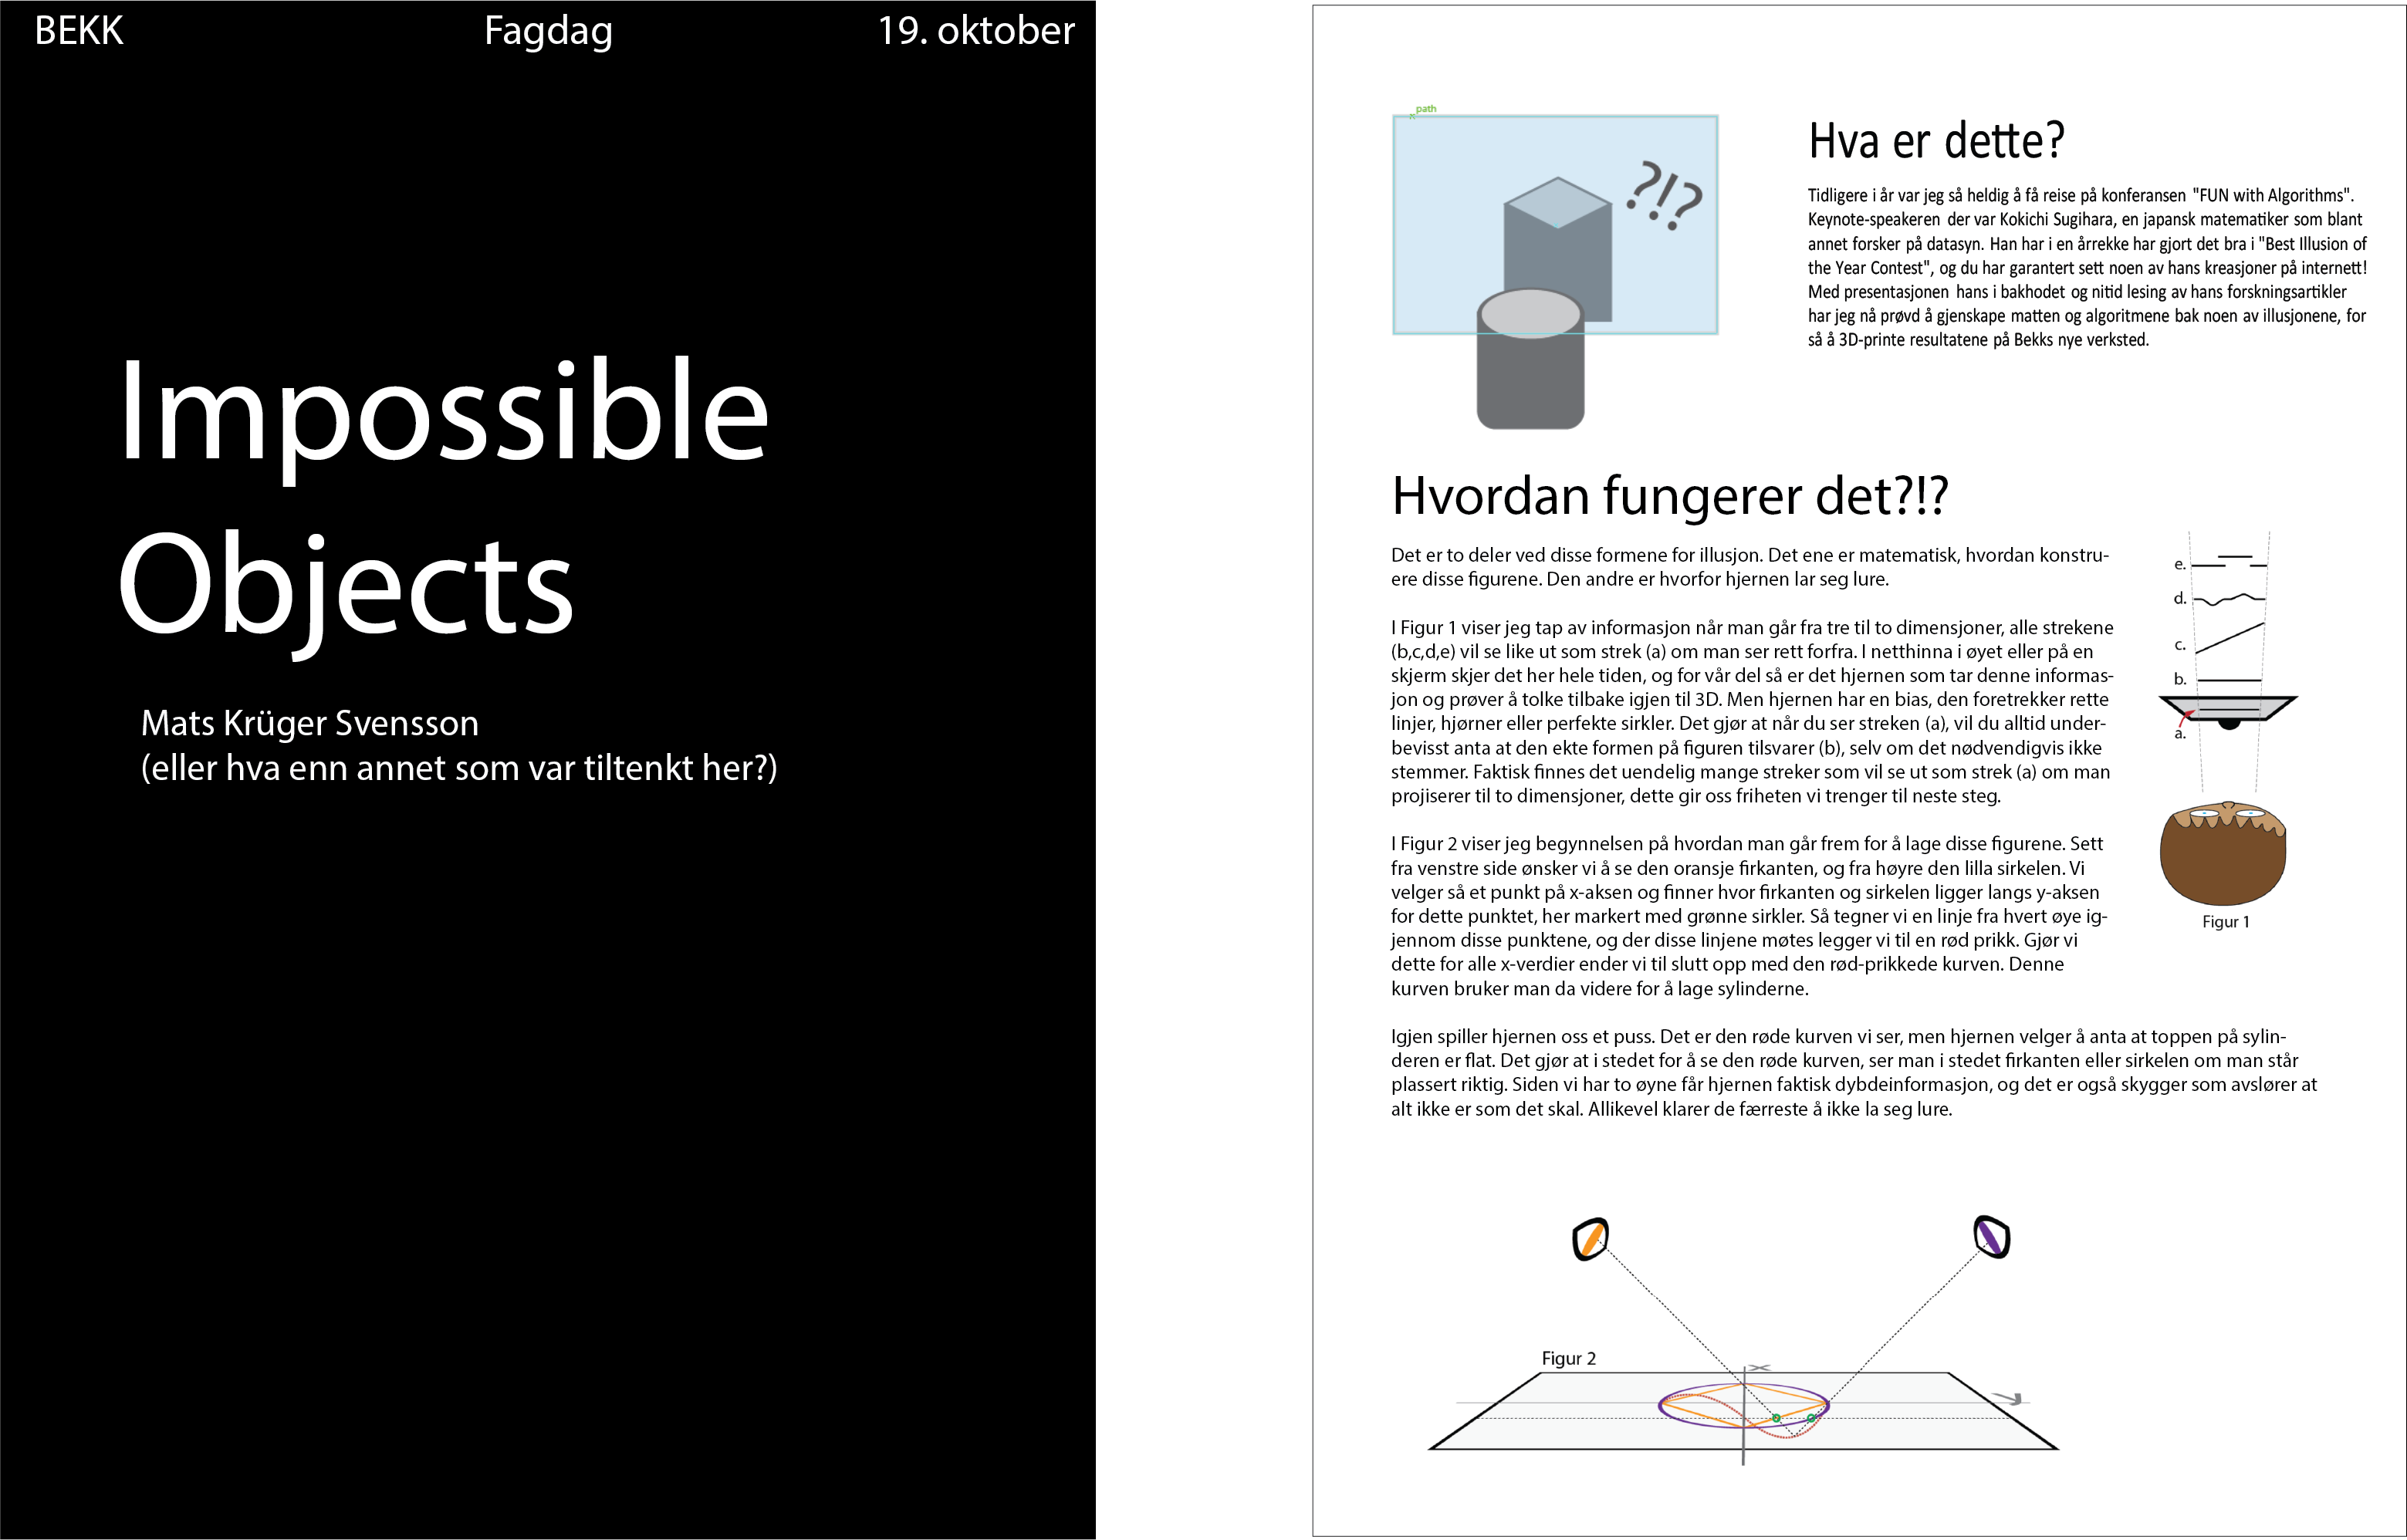 BEKK Fagdag 19. oktober
Impossible
Objects
Mats Krüger Svensson
(eller hva enn annet som var tiltenkt her?)
path
?!?
Hva er dette?
Tidligere i år var jeg så heldig å få reise på konferansen "FUN with Algorithms".
Keynote-speakeren der var Kokichi Sugihara, en japansk matematiker som blant
annet forsker på datasyn. Han har i en årrekke har gjort det bra i "Best Illusion of
the Year Contest", og du har garantert sett noen av hans kreasjoner på internett!
Med presentasjonen hans i bakhodet og nitid lesing av hans forskningsartikler
har jeg nå prøvd å gjenskape matten og algoritmene bak noen av illusjonene, for
så å 3D-printe resultatene på Bekks nye verksted.
Hvordan fungerer det?!?
Det er to deler ved disse formene for illusjon. Det ene er matematisk, hvordan konstru-
ere disse figurene. Den andre er hvorfor hjernen lar seg lure.
I Figur 1 viser jeg tap av informasjon når man går fra tre til to dimensjoner, alle strekene
(b,c,d,e) vil se like ut som strek (a) om man ser rett forfra. I netthinna i øyet eller på en
skjerm skjer det her hele tiden, og for vår del så er det hjernen som tar denne informas-
jon og prøver å tolke tilbake igjen til 3D. Men hjernen har en bias, den foretrekker rette
linjer, hjørner eller perfekte sirkler. Det gjør at når du ser streken (a), vil du alltid under-
bevisst anta at den ekte formen på figuren tilsvarer (b), selv om det nødvendigvis ikke
stemmer. Faktisk finnes det uendelig mange streker som vil se ut som strek (a) om man
projiserer til to dimensjoner, dette gir oss friheten vi trenger til neste steg.
I Figur 2 viser jeg begynnelsen på hvordan man går frem for å lage disse figurene. Sett
fra venstre side ønsker vi å se den oransje firkanten, og fra høyre den lilla sirkelen. Vi
velger så et punkt på x-aksen og finner hvor firkanten og sirkelen ligger langs y-aksen
for dette punktet, her markert med grønne sirkler. Så tegner vi en linje fra hvert øye ig-
jennom disse punktene, og der disse linjene møtes legger vi til en rød prikk. Gjør vi
dette for alle x-verdier ender vi til slutt opp med den rød-prikkede kurven. Denne
kurven bruker man da videre for å lage sylinderne.
Igjen spiller hjernen oss et puss. Det er den røde kurven vi ser, men hjernen velger å anta at toppen på sylin-
deren er flat. Det gjør at i stedet for å se den røde kurven, ser man i stedet firkanten eller sirkelen om man står
plassert riktig. Siden vi har to øyne får hjernen faktisk dybdeinformasjon, og det er også skygger som avslører at
alt ikke er som det skal. Allikevel klarer de færreste å ikke la seg lure.
e.
d.
c.
b.
a.
Figur 1
Figur 2
x
y